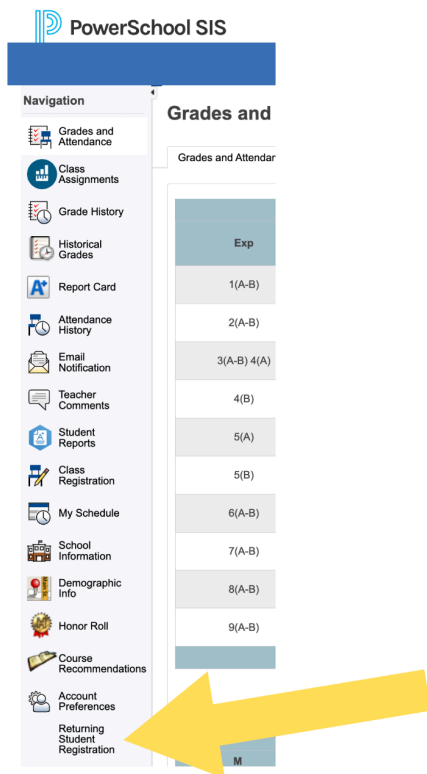 PowerSchool SIS
Navigation
Grades and
Attendance
Class
Assignments
Grade History
Historical
Grades
Report Card
Attendance
History
Email
Notification
Teacher
Comments
Student
Reports
Class
Registration
My Schedule
School
Information
Demographic
Info
Honor Roll
Course
Recommendations
Account
Preferences
Returning
Student
Registration
Grades and
Grades and Attendan
Exp
1(A-B)
2(A-B)
3(A-B) 4(A)
4(B)
5(A)
5(B)
6(A-B)
7(A-B)
8(A-B)
9(A-B)
M